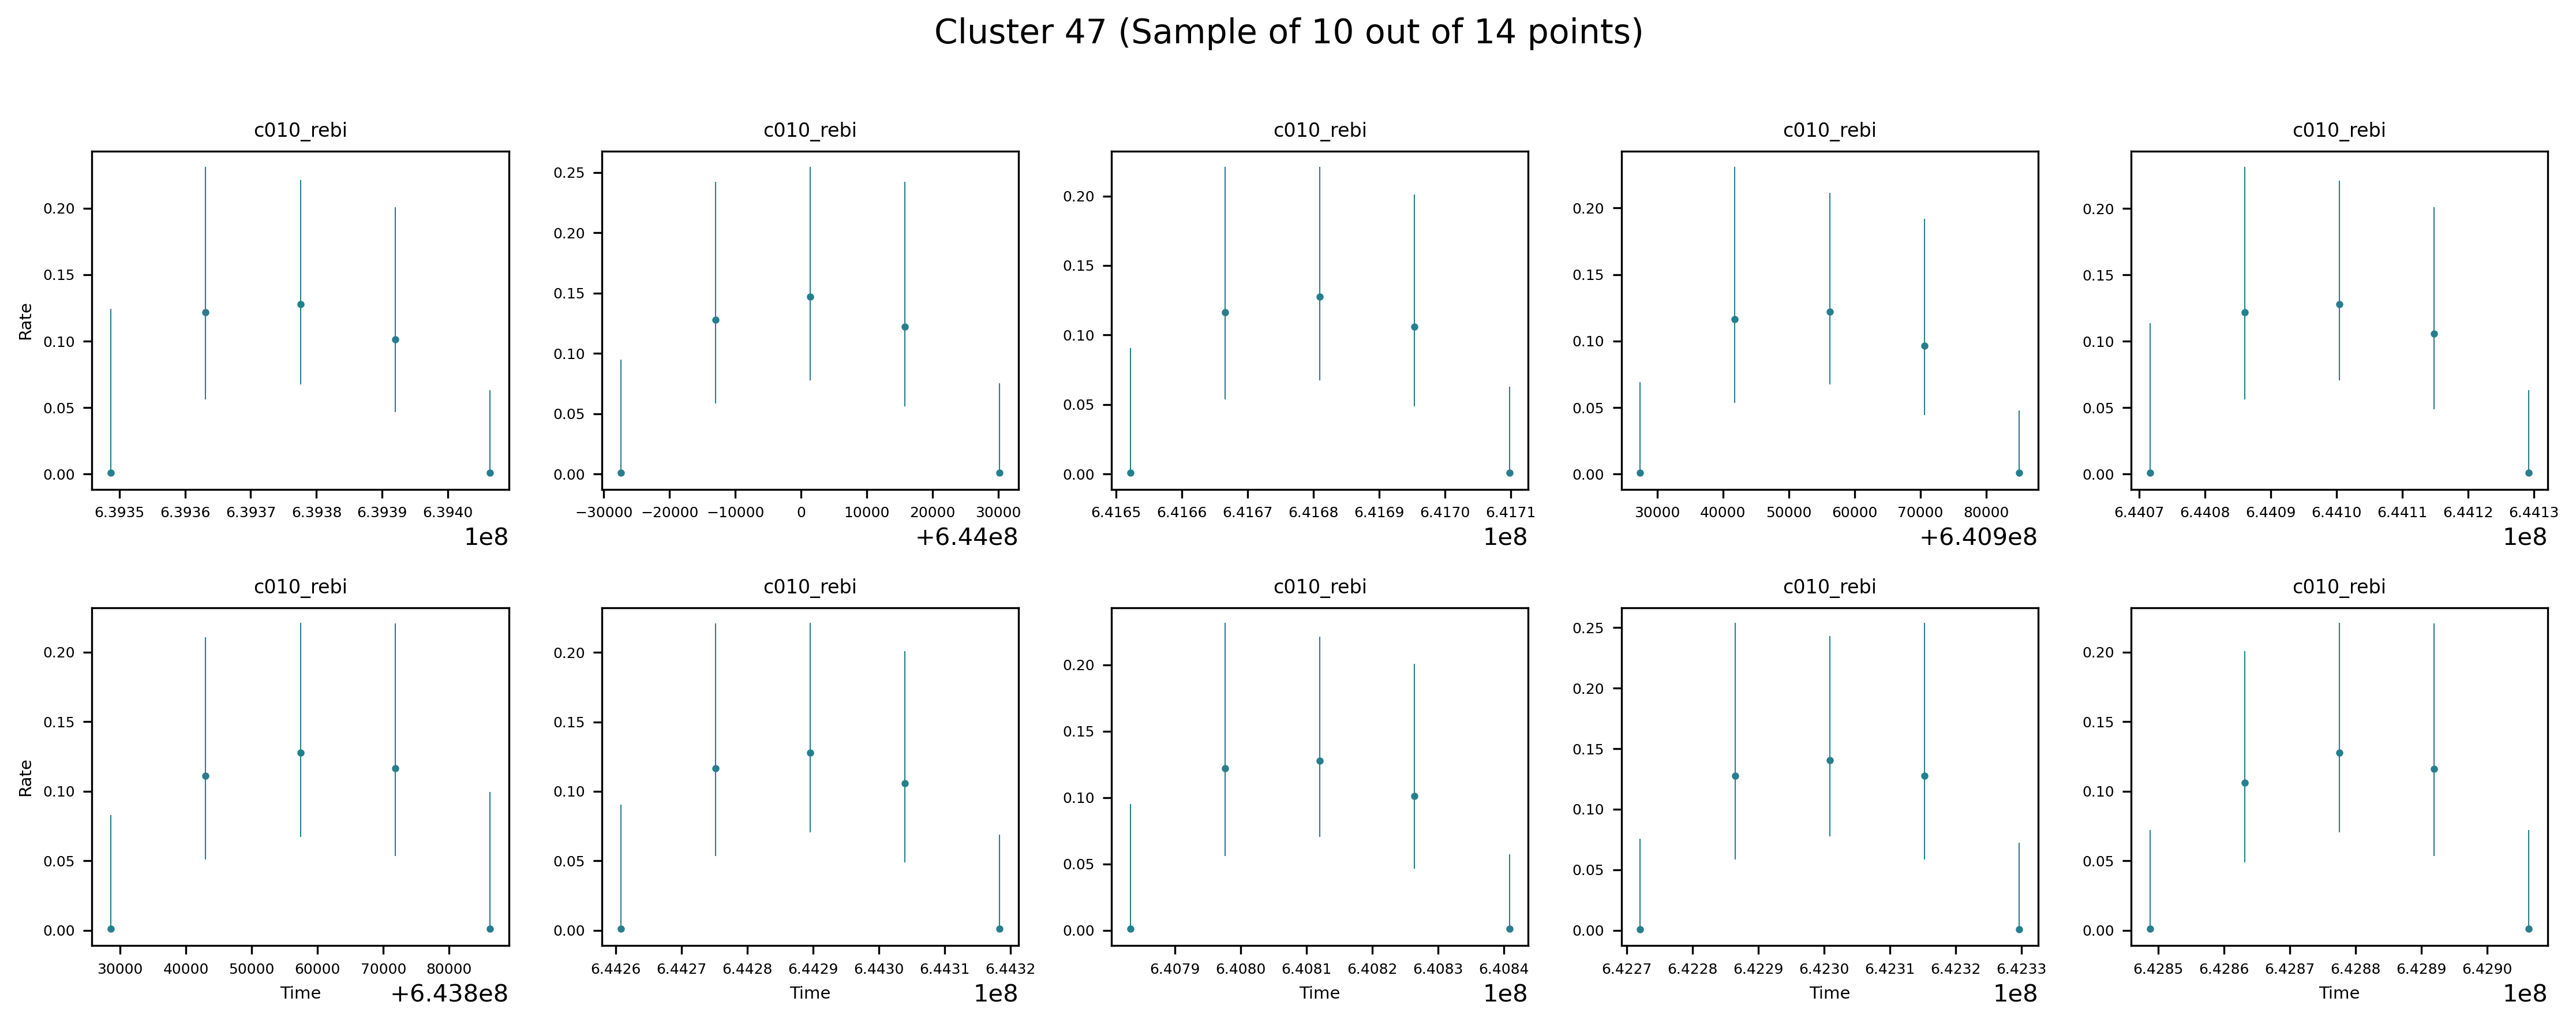 Cluster 47 (Sample of 10 out of 14 points)
c010_rebi c010_rebi c010_rebi c010_rebi c010_rebi
Rate
0.20 0.15 0.10 0.05 0.00
6.3935 6.3936 6.3937 6.3938 6.3939 6.3940
1e8
0.25 0.20 0.15 0.10 0.05 0.00
−30000 −20000 −10000 0 10000 20000 30000
+6.44e8
0.20 0.15 0.10 0.05 0.00
6.4165 6.4166 6.4167 6.4168 6.4169 6.4170 6.4171
1e8
0.20 0.15 0.10 0.05 0.00
30000 40000 50000 60000 70000 80000
+6.409e8
0.20 0.15 0.10 0.05 0.00
6.4407 6.4408 6.4409 6.4410 6.4411 6.4412 6.4413
1e8
c010_rebi c010_rebi c010_rebi c010_rebi c010_rebi
Rate
0.20 0.15 0.10 0.05 0.00
30000 40000 50000 60000 70000 80000
Time +6.438e8
0.20 0.15 0.10 0.05 0.00
6.4426 6.4427 6.4428 6.4429 6.4430 6.4431 6.4432
Time 1e8
0.20 0.15 0.10 0.05 0.00
6.4079 6.4080 6.4081 6.4082 6.4083 6.4084
Time 1e8
0.25 0.20 0.15 0.10 0.05 0.00
6.4227 6.4228 6.4229 6.4230 6.4231 6.4232 6.4233
Time 1e8
0.20 0.15 0.10 0.05 0.00
6.4285 6.4286 6.4287 6.4288 6.4289 6.4290
Time 1e8